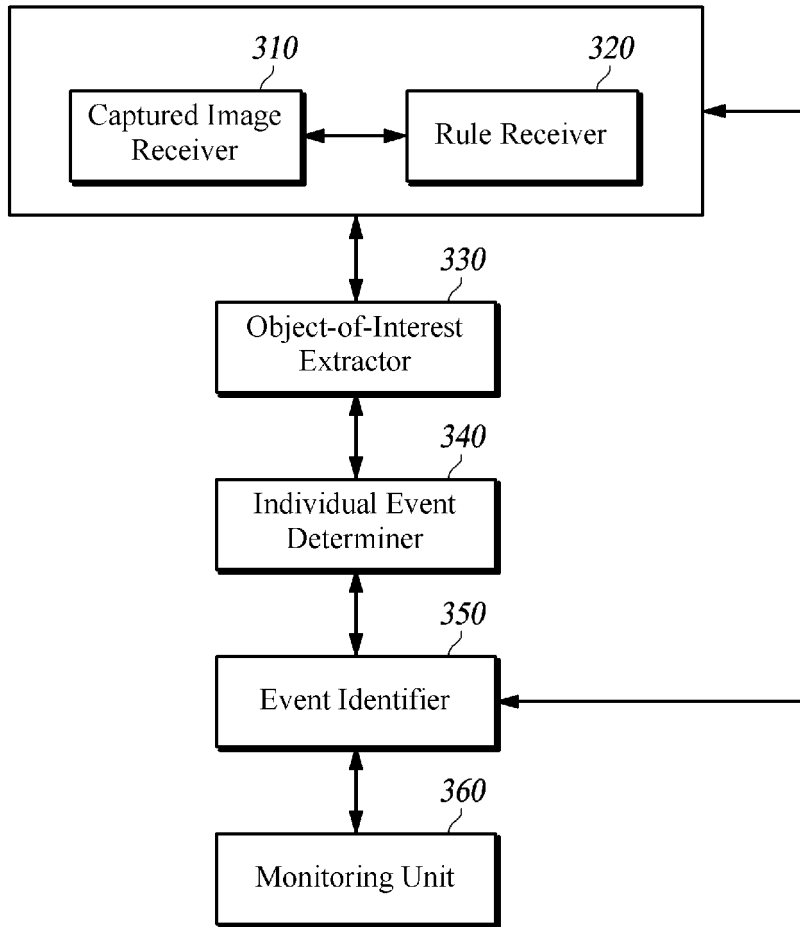 310
320
Captured Image
Receiver
Rule Receiver
330
Object-of-Interest
Extractor
340
Individual Event
Determiner
350
Event Identifier
360
Monitoring Unit